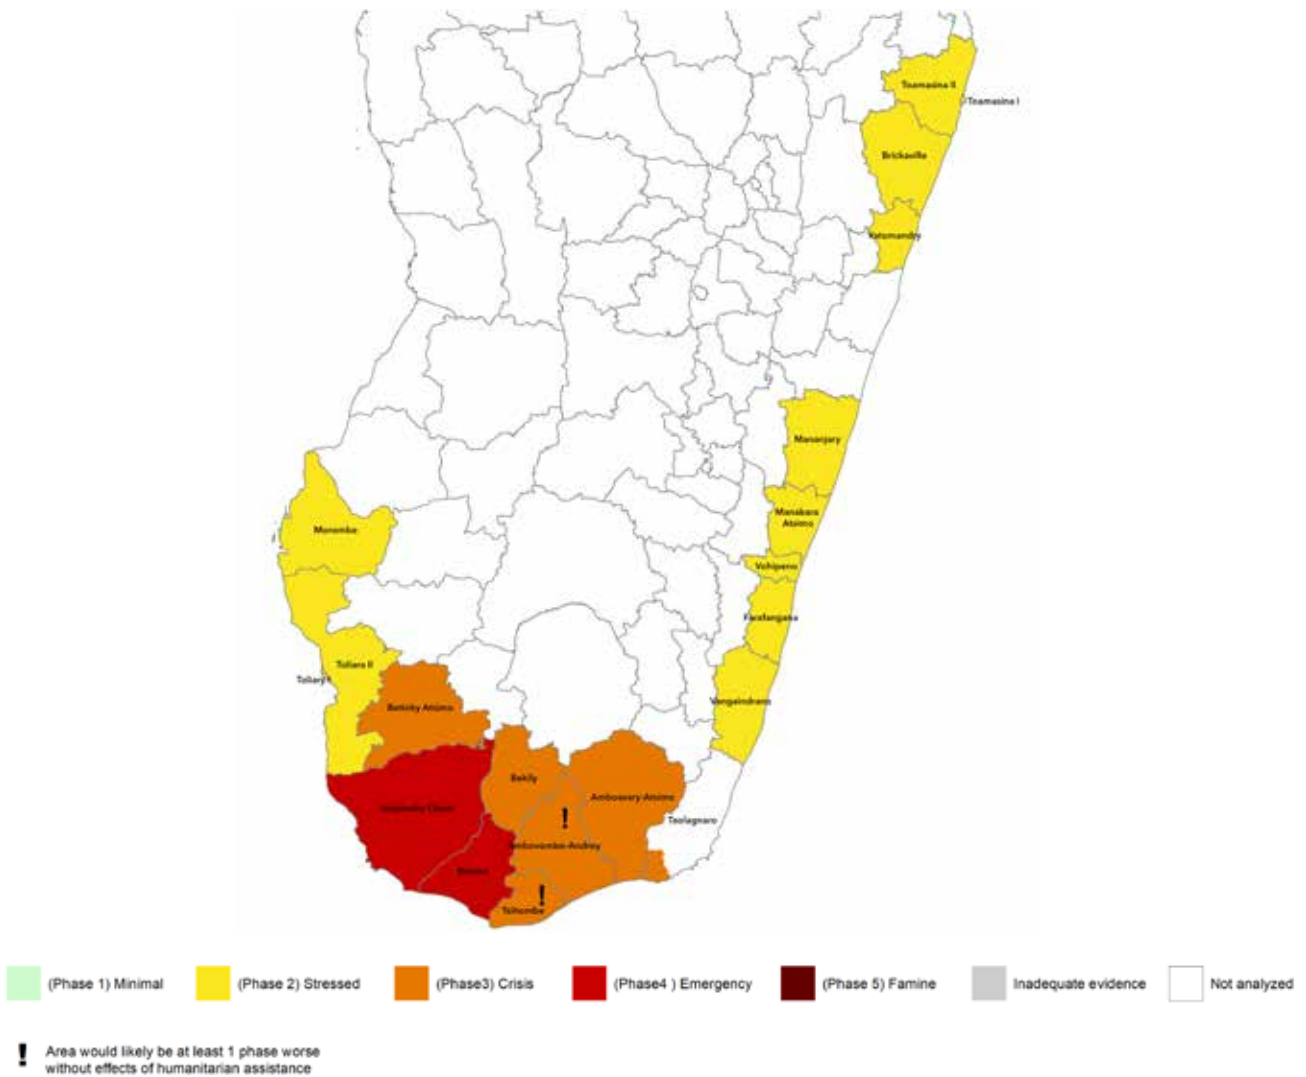 Toamasina II
Toamasina I
Brickaville
Vatomandry
Mananjary
Manakara
Atsimo
Vohipeno
Farafangana
Vangaindrano
Morombe
Toliara II
Toliary I
Betioky Atsimo
Bekily
Amboasary-Atsimo
Taolagnaro
Ambovombe-Androy
Tsihombe
(Phase 1) Minimal
(Phase 2) Stressed
(Phase3) Crisis
(Phase4 ) Emergency
(Phase 5) Famine
Inadequate evidence
Not analyzed
! Area would likely be at least 1 phase worse
without effects of humanitarian assistance